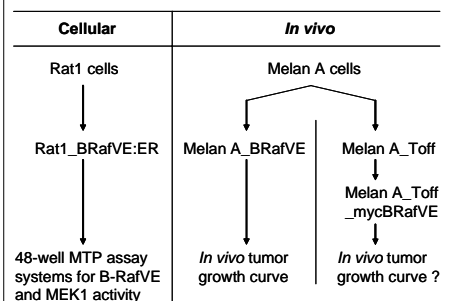 Cellular
In vivo
Rat1 cells
Melan A cells
Rat1_BRafVE:ER
Melan A_BRafVE
Melan A_Toff
Melan A_Toff
_mycBRafVE
48-well MTP assay
systems for B-RafVE
and MEK1 activity
In vivo tumor
growth curve
In vivo tumor
growth curve ?